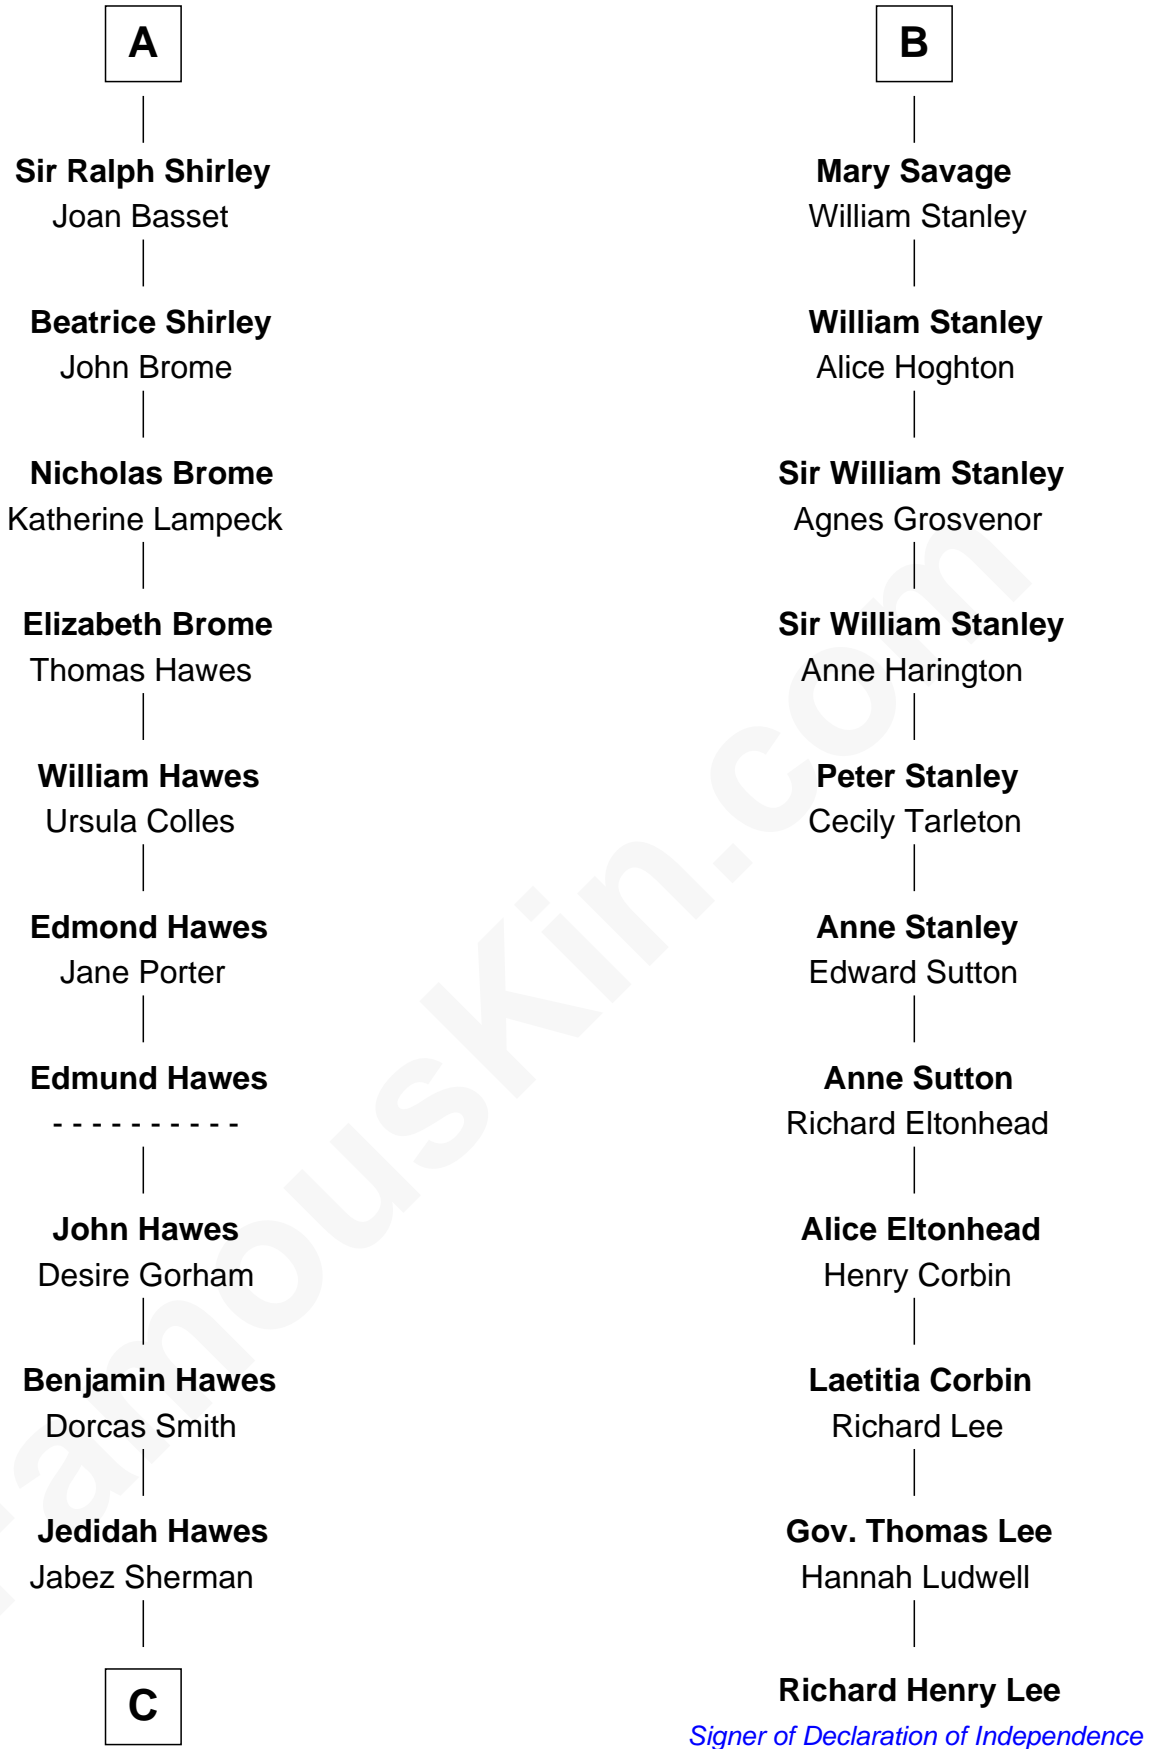 A
Sir Ralph Shirley
Joan Basset
Beatrice Shirley
John Brome
Nicholas Brome
Katherine Lampeck
Elizabeth Brome
Thomas Hawes
William Hawes
Ursula Colles
Edmond Hawes
Jane Porter
Edmund Hawes
- - - - - - - - - -
John Hawes
Desire Gorham
Benjamin Hawes
Dorcas Smith
Jedidah Hawes
Jabez Sherman
C
B
Mary Savage
William Stanley
William Stanley
Alice Hoghton
Sir William Stanley
Agnes Grosvenor
Sir William Stanley
Anne Harington
Peter Stanley
Cecily Tarleton
Anne Stanley
Edward Sutton
Anne Sutton
Richard Eltonhead
Alice Eltonhead
Henry Corbin
Laetitia Corbin
Richard Lee
Gov. Thomas Lee
Hannah Ludwell
Richard Henry Lee
Signer of Declaration of Independence
FamousKin.com